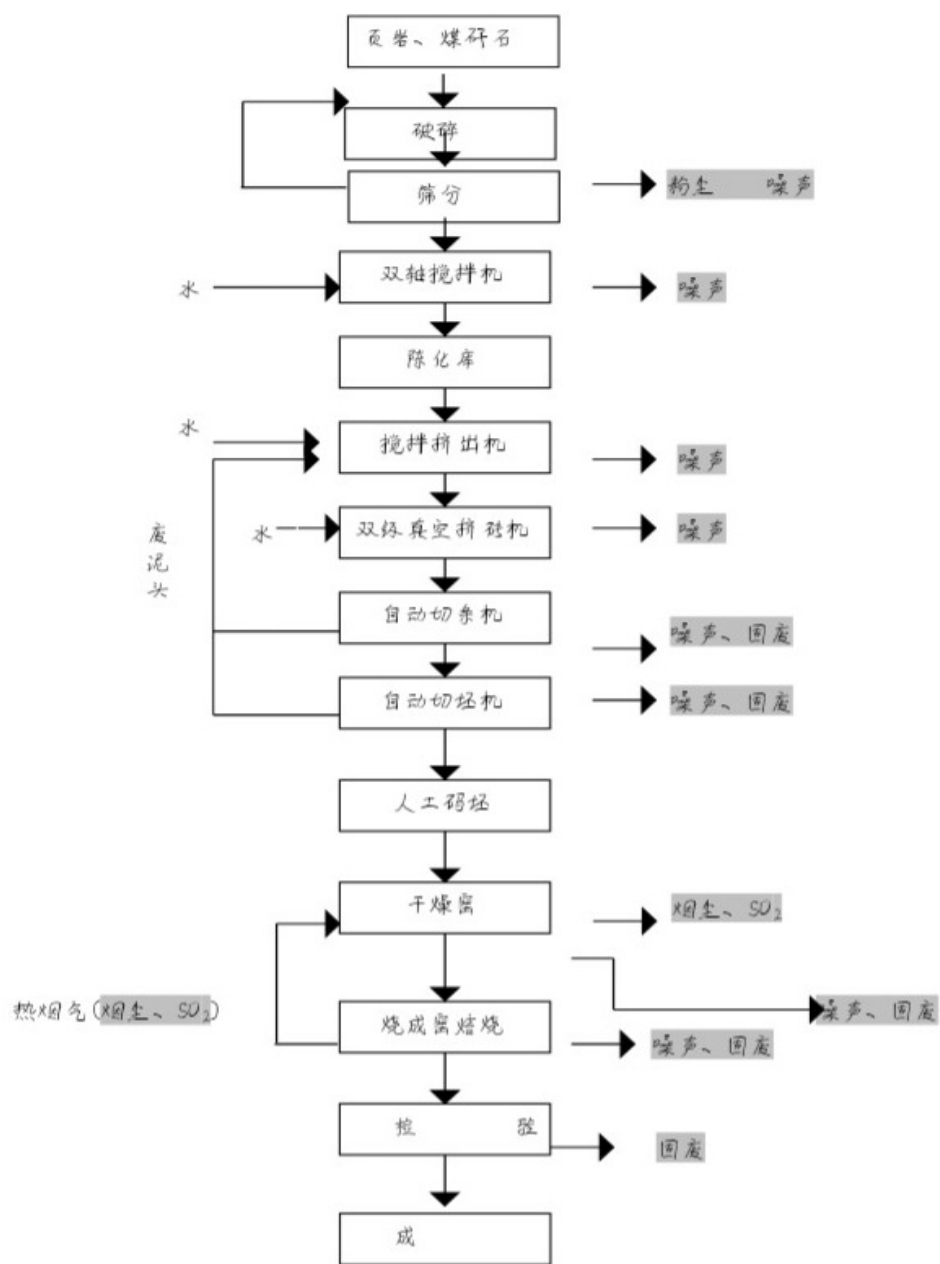 页岩、煤矸石
破碎
筛分
粉尘 噪声
双轴搅拌机
水
噪声
陈化库
水
搅拌挤出机
噪声
废泥头
水
双级真空挤砖机
噪声
自动切条机
噪声、固废
自动切坯机
噪声、固废
人工码坯
干燥窑
烟尘、SO₂
热烟气(烟尘、SO₂)
噪声、固废
烧成窑焙烧
噪声、固废
检 验
固废
成